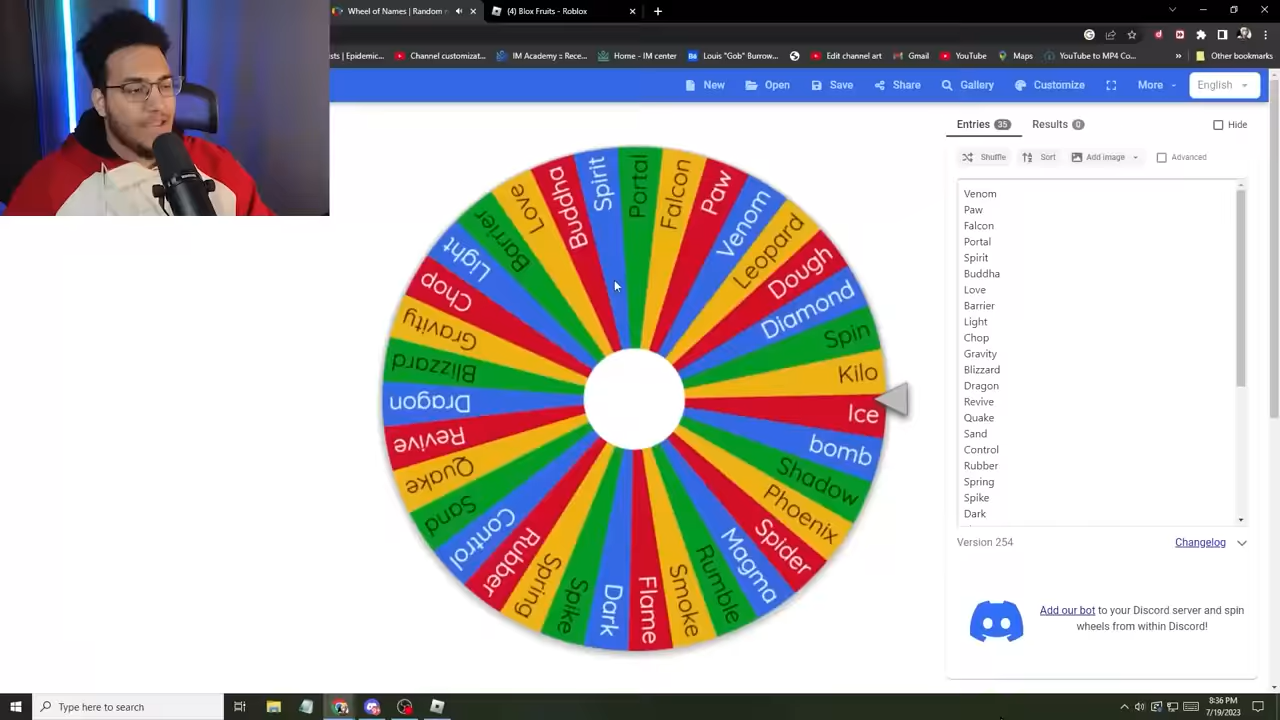 Wheel of Names | Random n
(4) Blox Fruits - Roblox
sts | Epidemic...
Channel customizat...
IM Academy :: Rece...
Home - IM center
Louis "Gob" Burrow...
Edit channel art
Gmail
YouTube
Maps
YouTube to MP4 Co...
Other bookmarks
New
Open
Save
Share
Gallery
Customize
More
English
Entries 35
Results 0
Hide
Shuffle
Sort
Add image
Advanced
Venom
Paw
Falcon
Portal
Spirit
Buddha
Love
Barrier
Light
Chop
Gravity
Blizzard
Dragon
Revive
Quake
Sand
Control
Rubber
Spring
Spike
Dark
Version 254
Changelog
Add our bot to your Discord server and spin
wheels from within Discord!
Portal
Falcon
Paw
Venom
Leopard
Dough
Diamond
Spin
Kilo
Ice
bomb
Shadow
Phoenix
Spider
Magma
Rumble
Smoke
Flame
Dark
Spike
Spring
Rubber
Control
Sand
Quake
Revive
Dragon
Blizzard
Gravity
Chop
Light
Barrier
Love
Buddha
Spirit
Type here to search
8:36 PM
7/19/2023